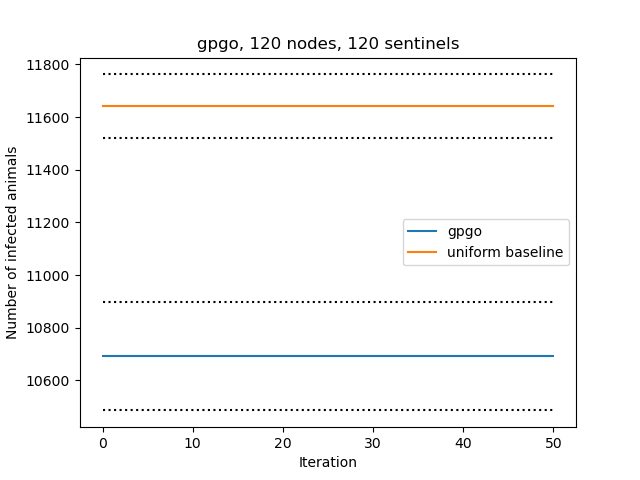 gpgo, 120 nodes, 120 sentinels
11800
11600
11400
11200
11000
10800
10600
Number of infected animals
gpgo
uniform baseline
0 10 20 30 40 50
Iteration